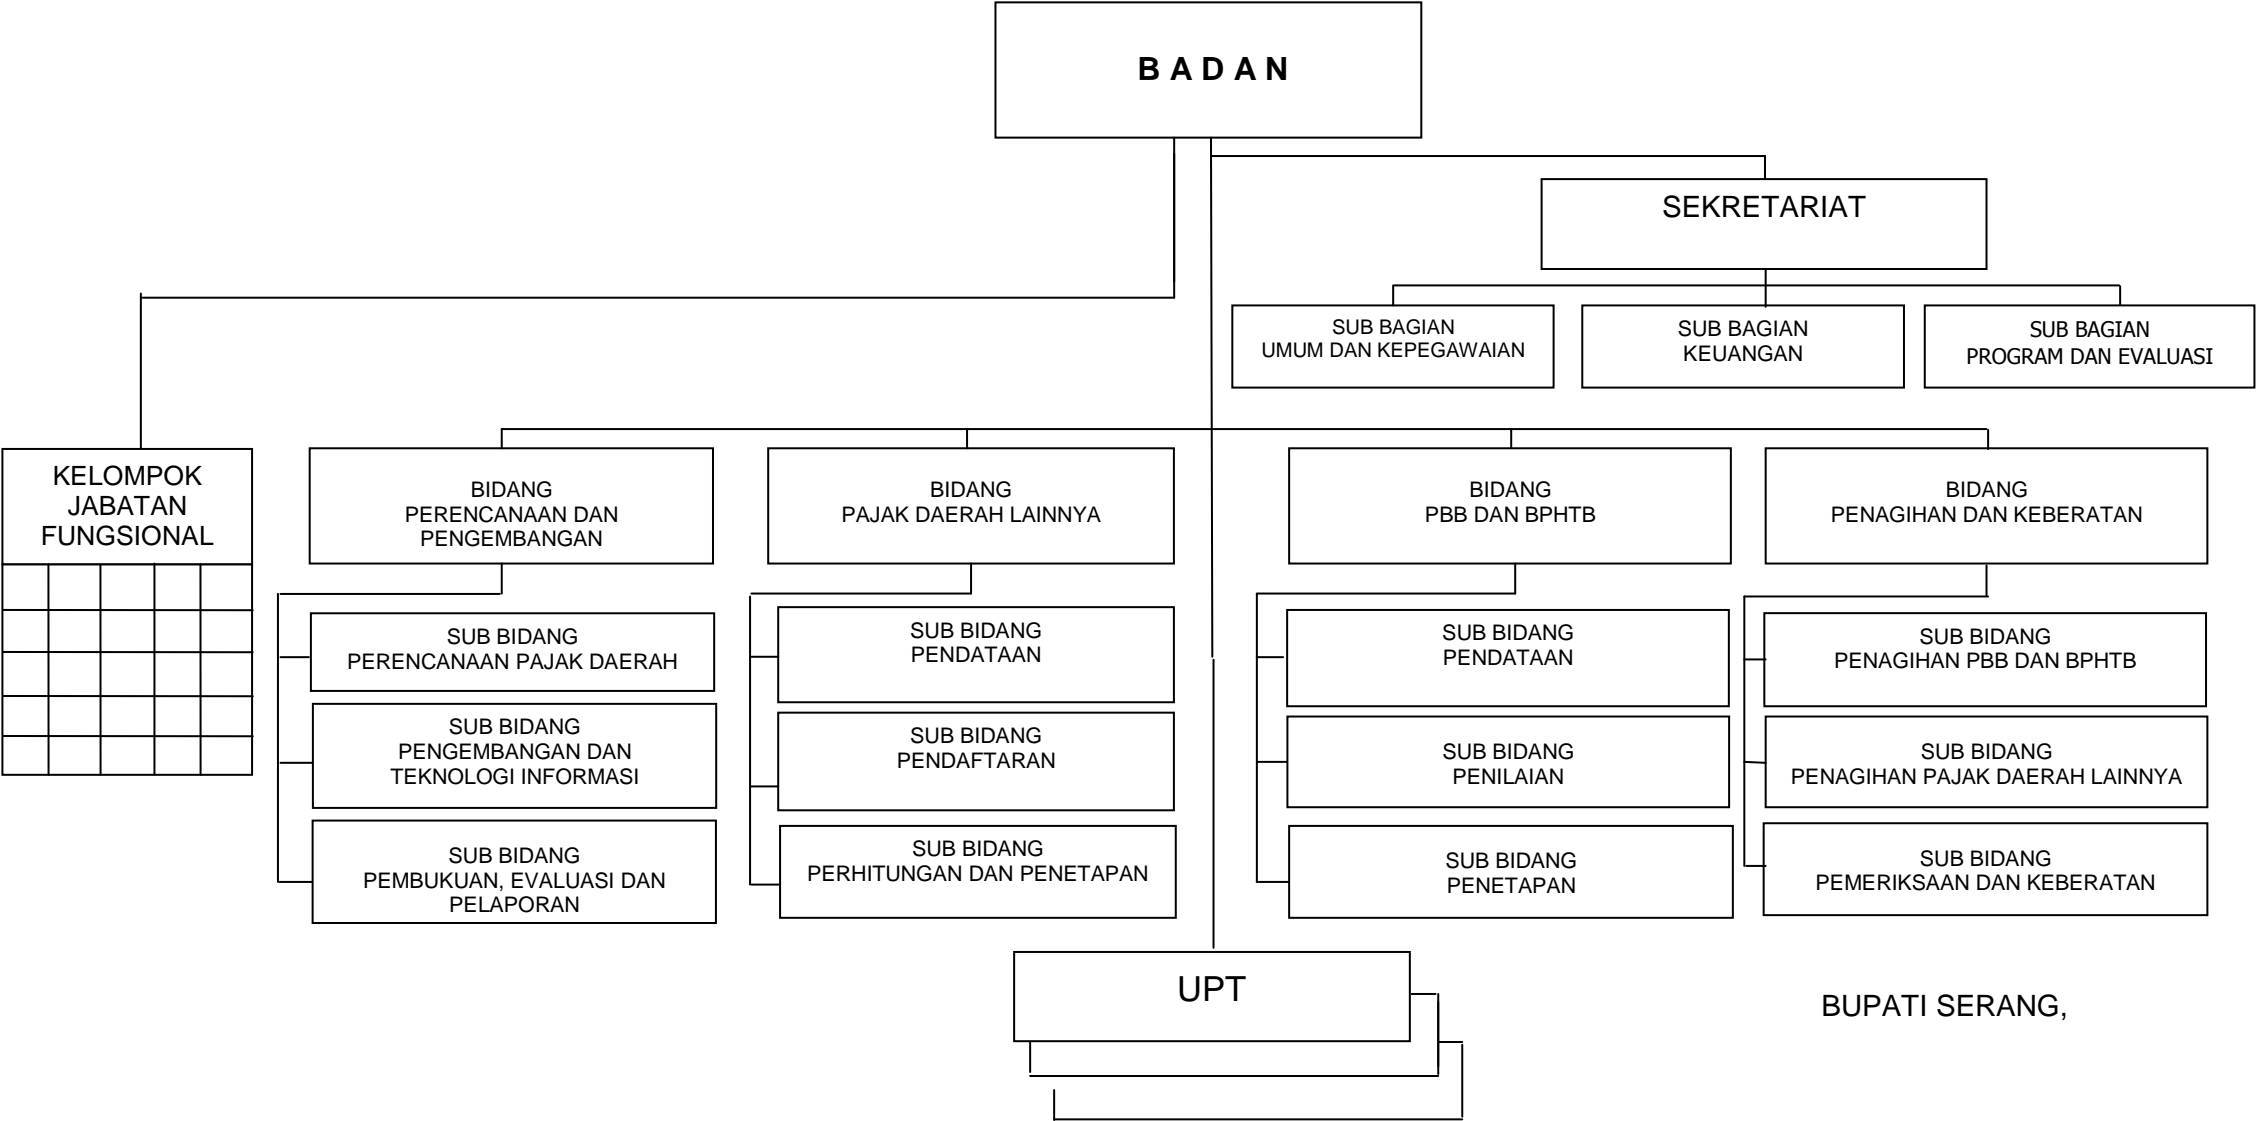 B A D A N
SEKRETARIAT
SUB BAGIAN
UMUM DAN KEPEGAWAIAN
SUB BAGIAN
KEUANGAN
SUB BAGIAN
PROGRAM DAN EVALUASI
KELOMPOK
JABATAN
FUNGSIONAL
BIDANG
PERENCANAAN DAN
PENGEMBANGAN
BIDANG
PAJAK DAERAH LAINNYA
BIDANG
PBB DAN BPHTB
BIDANG
PENAGIHAN DAN KEBERATAN
SUB BIDANG
PERENCANAAN PAJAK DAERAH
SUB BIDANG
PENGEMBANGAN DAN
TEKNOLOGI INFORMASI
SUB BIDANG
PEMBUKUAN, EVALUASI DAN
PELAPORAN
SUB BIDANG
PENDATAAN
SUB BIDANG
PENDAFTARAN
SUB BIDANG
PERHITUNGAN DAN PENETAPAN
SUB BIDANG
PENDATAAN
SUB BIDANG
PENILAIAN
SUB BIDANG
PENETAPAN
SUB BIDANG
PENAGIHAN PBB DAN BPHTB
SUB BIDANG
PENAGIHAN PAJAK DAERAH LAINNYA
SUB BIDANG
PEMERIKSAAN DAN KEBERATAN
UPT
BUPATI SERANG,